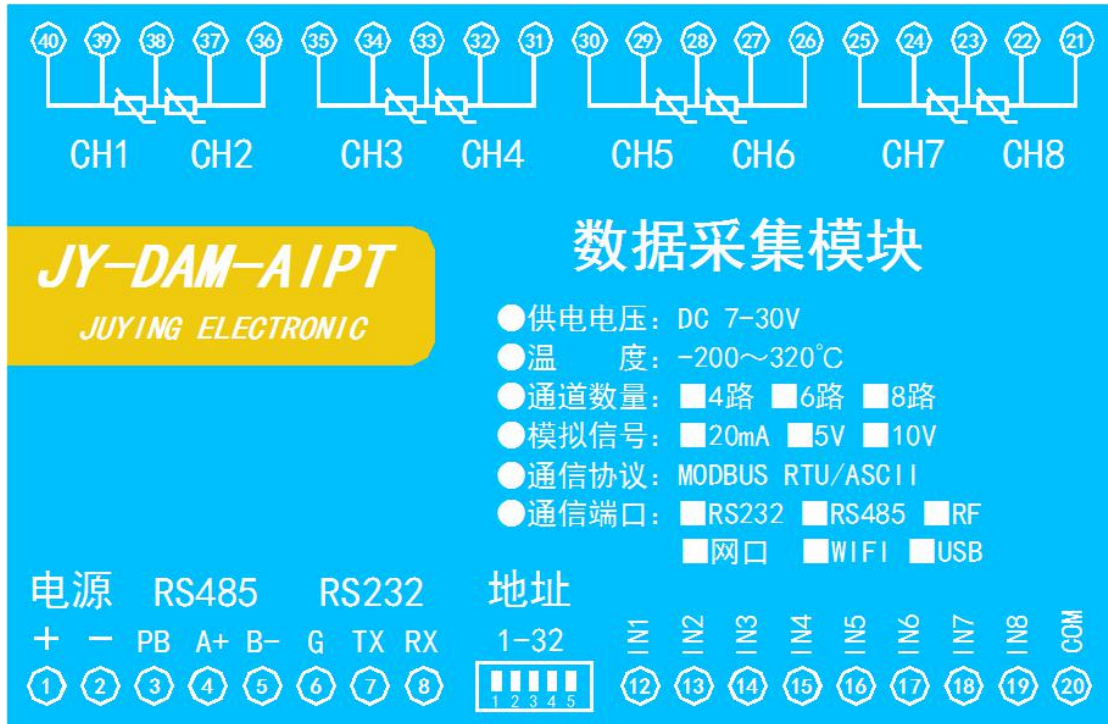 40 39 38 37 36 35 34 33 32 31 30 29 28 27 26 25 24 23 22 21
CH1 CH2 CH3 CH4 CH5 CH6 CH7 CH8
JY-DAM-AIPT
JUYING ELECTRONIC
数据采集模块
●供电电压：DC 7-30V
●温　　度：-200～320℃
●通道数量：■4路 ■6路 ■8路
●模拟信号：■20mA ■5V ■10V
●通信协议：MODBUS RTU/ASCII
●通信端口：■RS232 ■RS485 ■RF
■网口 ■WIFI ■USB
电源 RS485 RS232 地址
+ - PB A+ B- G TX RX 1-32 IN1 IN2 IN3 IN4 IN5 IN6 IN7 IN8 COM
1 2 3 4 5 6 7 8 1 2 3 4 5 12 13 14 15 16 17 18 19 20